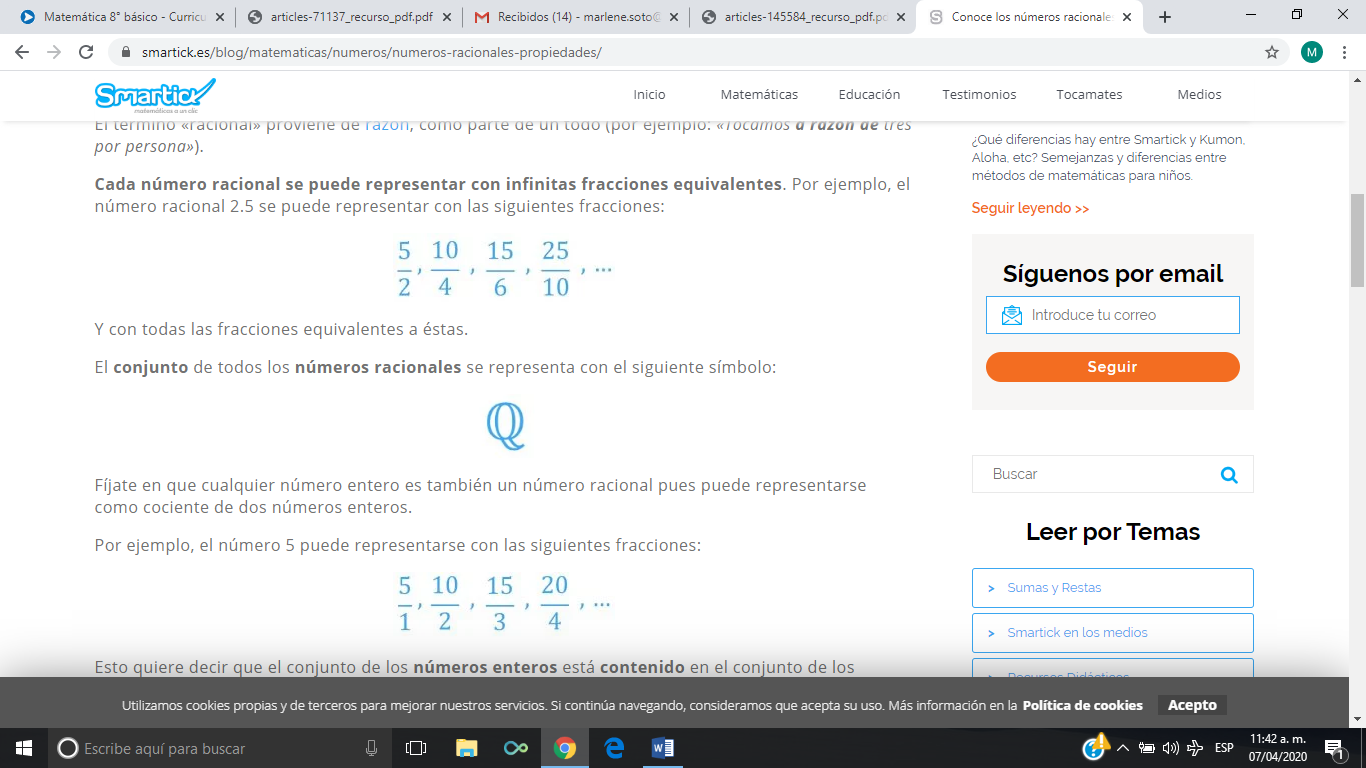 Matemática 8° básico - Curricu
articles-71137_recurso_pdf.pdf
Recibidos (14) - marlene.soto@
articles-145584_recurso_pdf.pd
Conoce los números racionale
smartick.es/blog/matematicas/numeros/numeros-racionales-propiedades/
M
Smartick
matemáticas a un clic
Inicio
Matemáticas
Educación
Testimonios
Tocamates
Medios
El término «racional» proviene de razón, como parte de un todo (por ejemplo: «Tocamos a razón de tres
por persona»).
Cada número racional se puede representar con infinitas fracciones equivalentes. Por ejemplo, el
número racional 2.5 se puede representar con las siguientes fracciones:
5/2, 10/4, 15/6, 25/10, ...
Y con todas las fracciones equivalentes a éstas.
El conjunto de todos los números racionales se representa con el siguiente símbolo:
ℚ
Fíjate en que cualquier número entero es también un número racional pues puede representarse
como cociente de dos números enteros.
Por ejemplo, el número 5 puede representarse con las siguientes fracciones:
5/1, 10/2, 15/3, 20/4, ...
Esto quiere decir que el conjunto de los números enteros está contenido en el conjunto de los
¿Qué diferencias hay entre Smartick y Kumon,
Aloha, etc? Semejanzas y diferencias entre
métodos de matemáticas para niños.
Seguir leyendo >>
Síguenos por email
Introduce tu correo
Seguir
Buscar
Leer por Temas
> Sumas y Restas
> Smartick en los medios
> Recursos Didácticos
Utilizamos cookies propias y de terceros para mejorar nuestros servicios. Si continúa navegando, consideramos que acepta su uso. Más información en la Política de cookies
Acepto
Escribe aquí para buscar
ESP
11:42 a. m.
07/04/2020
1